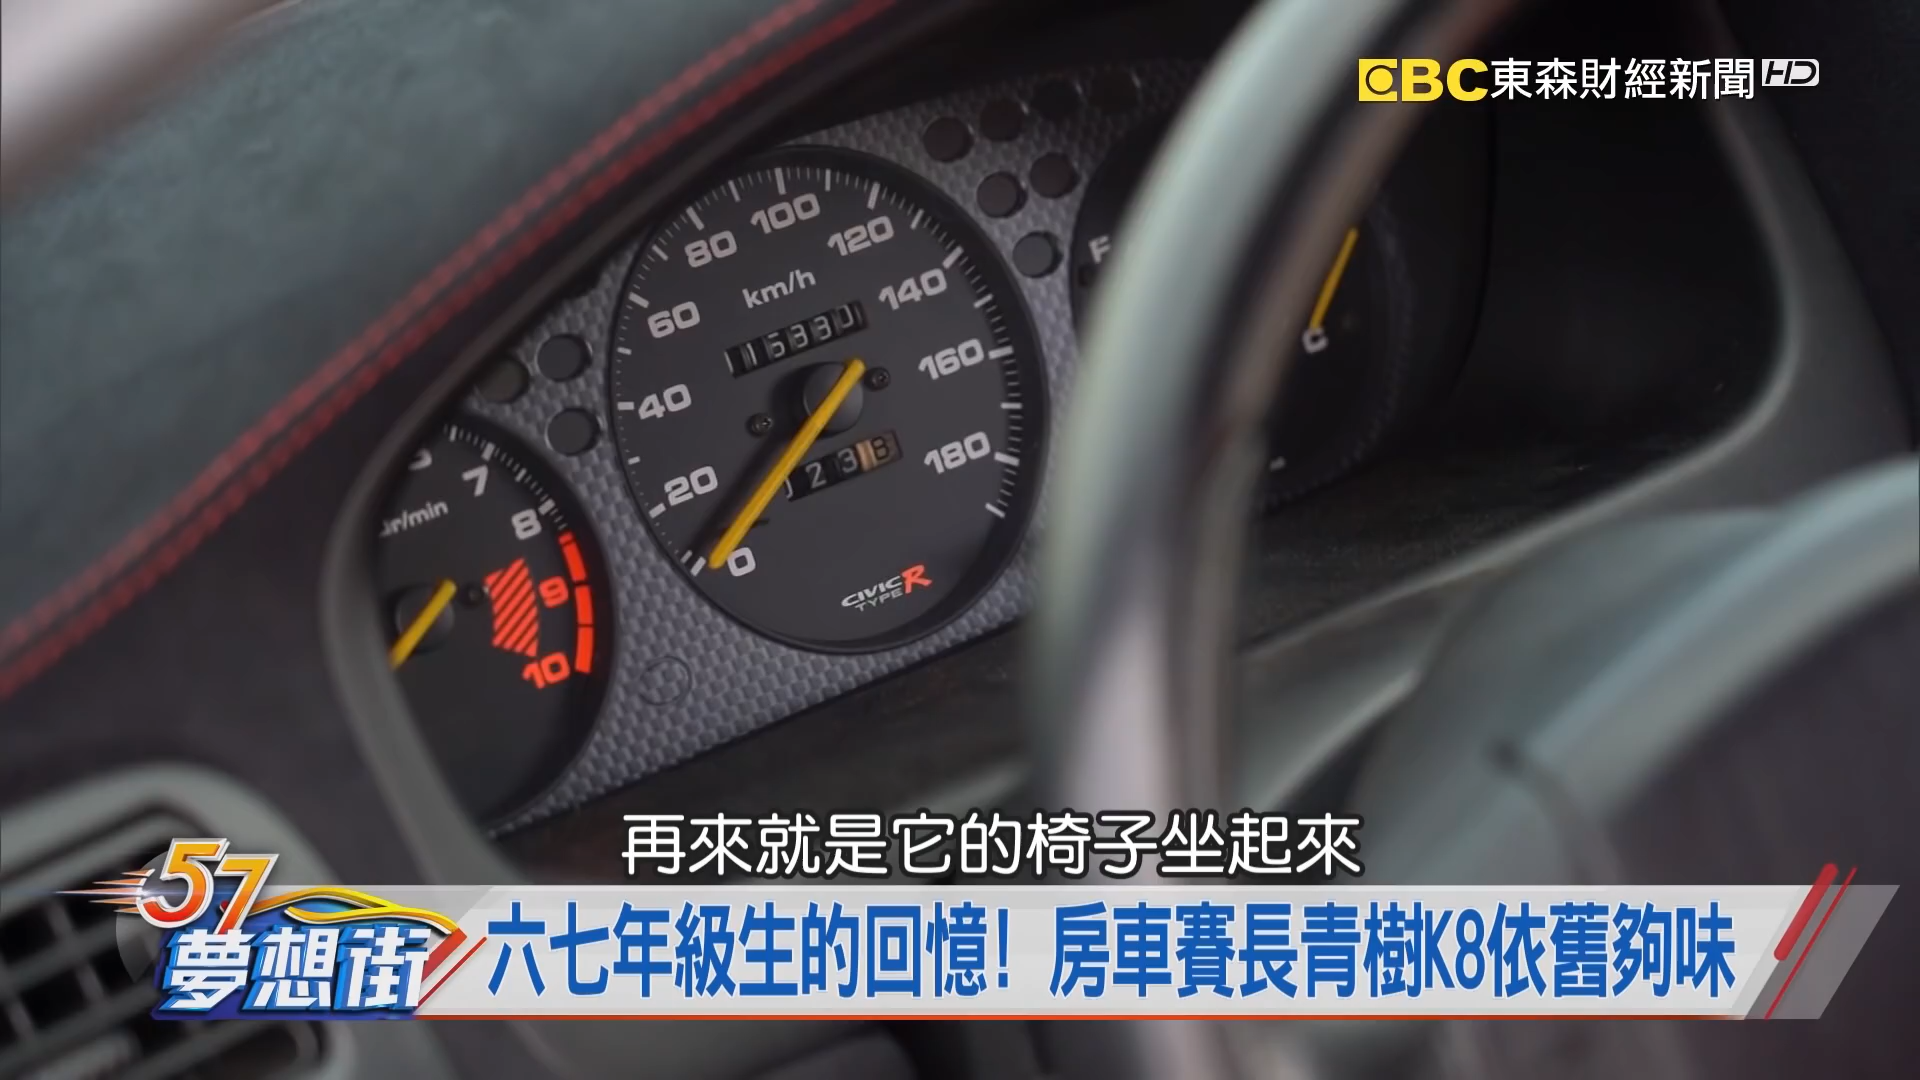 EBC東森財經新聞HD
100
80
120
km/h
140
60
15330
160
40
180
20
0238
0
CIVIC
TYPE R
7
r/min
8
9
10
F
C
再來就是它的椅子坐起來
57
夢想街
六七年級生的回憶! 房車賽長青樹K8依舊夠味